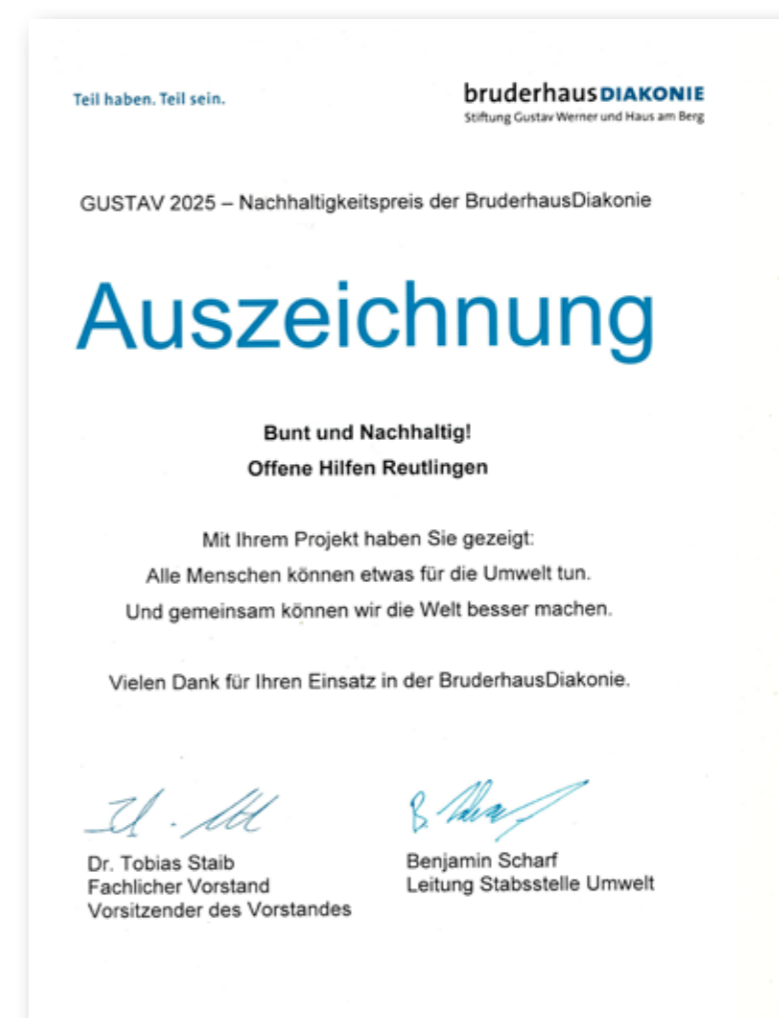 Teil haben. Teil sein.
bruderhausDIAKONIE
Stiftung Gustav Werner und Haus am Berg
GUSTAV 2025 – Nachhaltigkeitspreis der BruderhausDiakonie
Auszeichnung
Bunt und Nachhaltig!
Offene Hilfen Reutlingen
Mit Ihrem Projekt haben Sie gezeigt:
Alle Menschen können etwas für die Umwelt tun.
Und gemeinsam können wir die Welt besser machen.
Vielen Dank für Ihren Einsatz in der BruderhausDiakonie.
Dr. Tobias Staib
Fachlicher Vorstand
Vorsitzender des Vorstandes
Benjamin Scharf
Leitung Stabsstelle Umwelt